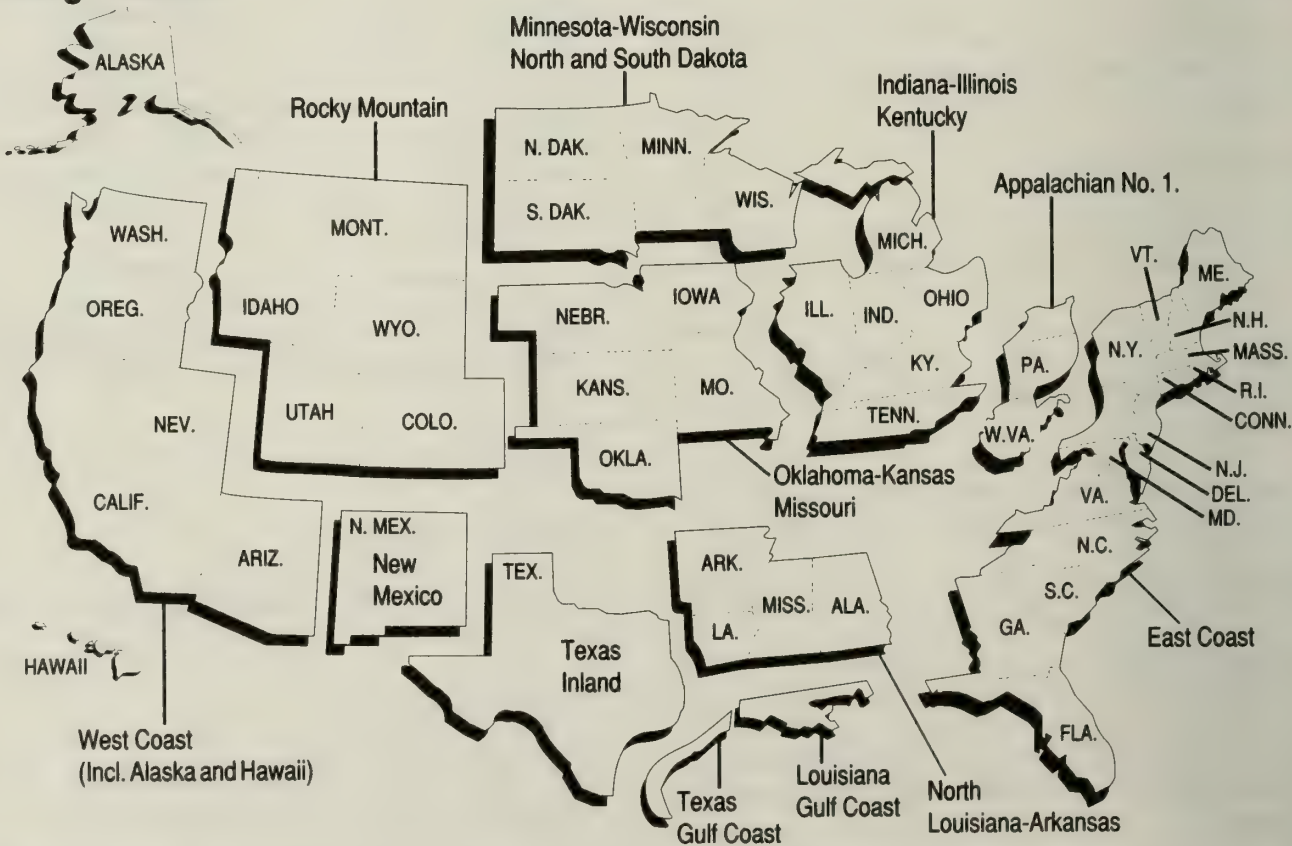 Minnesota-Wisconsin
North and South Dakota
ALASKA
Rocky Mountain
Indiana-Illinois
Kentucky
Appalachian No. 1.
N. DAK.
MINN.
S. DAK.
WIS.
WASH.
MONT.
MICH.
VT.
ME.
OREG.
IDAHO
WYO.
NEBR.
IOWA
ILL.
IND.
OHIO
N.Y.
N.H.
MASS.
PA.
R.I.
CONN.
KY.
KANS.
MO.
UTAH
COLO.
NEV.
TENN.
W.VA.
OKLA.
Oklahoma-Kansas
Missouri
N.J.
DEL.
MD.
VA.
CALIF.
N. MEX.
New
Mexico
ARIZ.
TEX.
Texas
Inland
ARK.
MISS.
ALA.
LA.
N.C.
S.C.
GA.
East Coast
HAWAII
FLA.
West Coast
(Incl. Alaska and Hawaii)
Texas
Gulf Coast
Louisiana
Gulf Coast
North
Louisiana-Arkansas